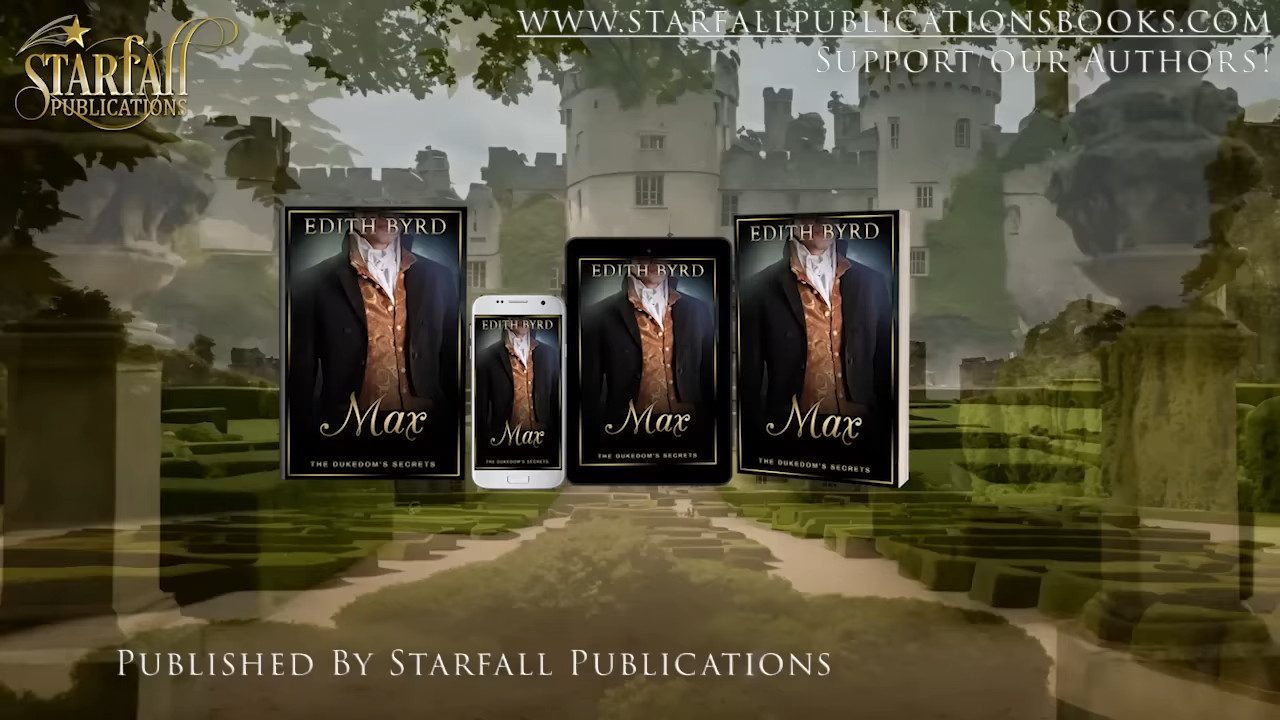 STARfall
PUBLICATIONS
WWW.STARFALLPUBLICATIONSBOOKS.COM
SUPPORT OUR AUTHORS!
EDITH BYRD
Max
THE DUKEDOM'S SECRETS
EDITH BYRD
Max
THE DUKEDOM'S SECRETS
EDITH BYRD
Max
THE DUKEDOM'S SECRETS
EDITH BYRD
Max
THE DUKEDOM'S SECRETS
PUBLISHED BY STARFALL PUBLICATIONS